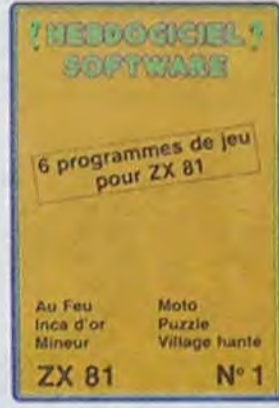 HEBDOGICIEL
SOFTWARE
6 programmes de jeu
pour ZX 81
Au Feu
Inca d'or
Mineur
Moto
Puzzle
Village hanté
ZX 81
N° 1